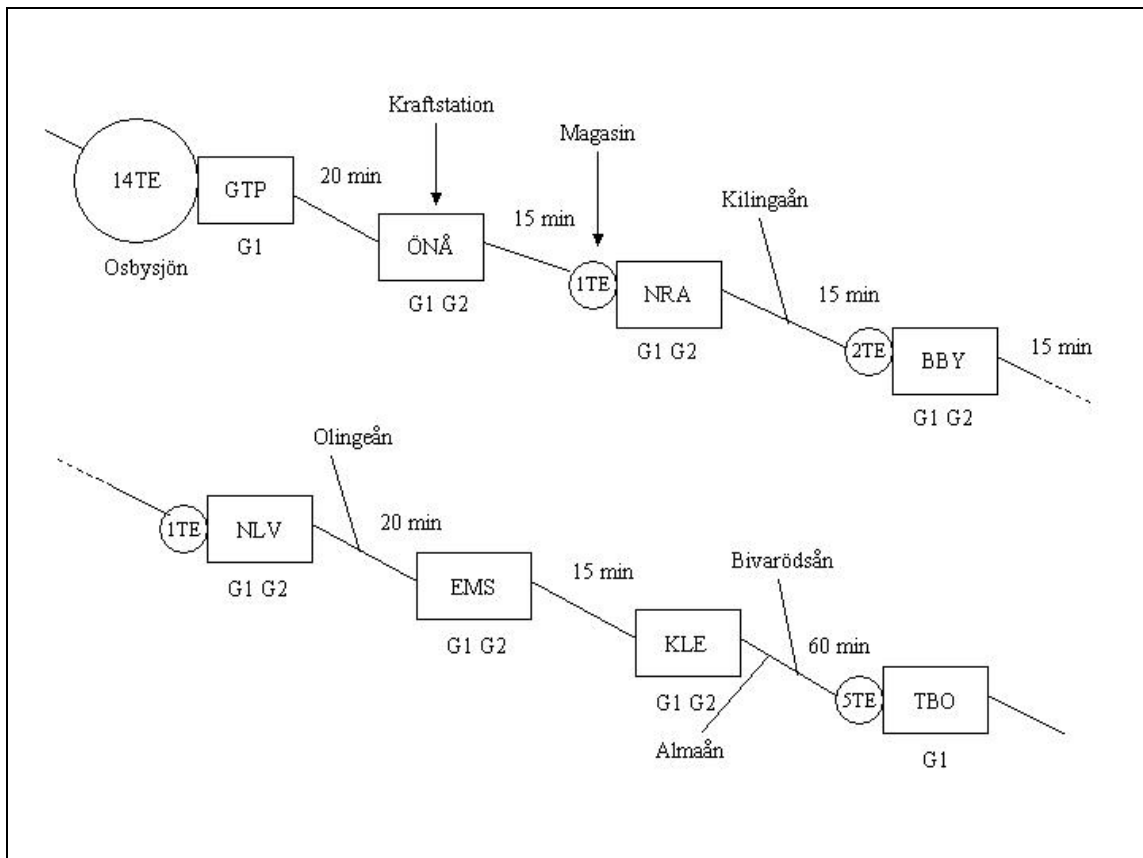 Kraftstation
Magasin
14TE
GTP
20 min
15 min
Kilingaån
ÖNÅ
1TE
NRA
15 min
Osbysjön
G1
G1 G2
G1 G2
2TE
BBY
15 min
G1 G2
Olingeån
1TE
NLV
20 min
G1 G2
EMS
15 min
Bivarödsån
G1 G2
KLE
60 min
G1 G2
5TE
TBO
Almaån
G1